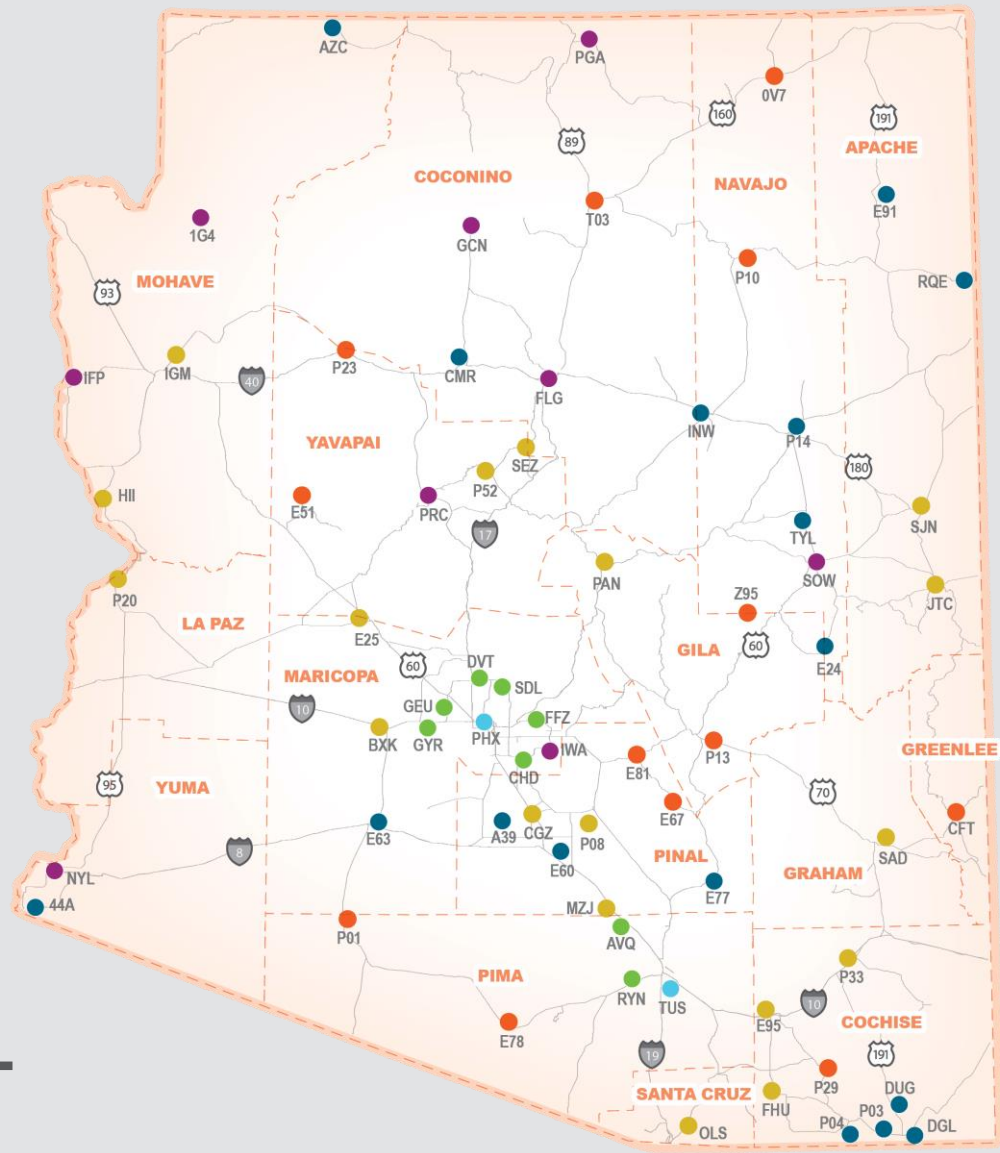 AZC
PGA
0V7
160
191
89
APACHE
COCONINO
NAVAJO
E91
T03
1G4
GCN
P10
MOHAVE
RQE
93
IGM
P23
CMR
IFP
40
FLG
INW
P14
YAVAPAI
SEZ
180
P52
HII
E51
PRC
SJN
17
TYL
PAN
SOW
P20
Z95
JTC
LA PAZ
E25
GILA
60
60
E24
DVT
MARICOPA
SDL
GEU
10
FFZ
BXK
GYR
PHX
IWA
P13
GREENLEE
CHD
E81
95
YUMA
70
E67
CFT
E63
A39
CGZ
P08
SAD
8
PINAL
E60
GRAHAM
NYL
E77
44A
MZJ
P01
AVQ
PIMA
P33
RYN
TUS
10
E95
COCHISE
E78
19
191
P29
SANTA CRUZ
DUG
FHU
P03
P04
DGL
OLS